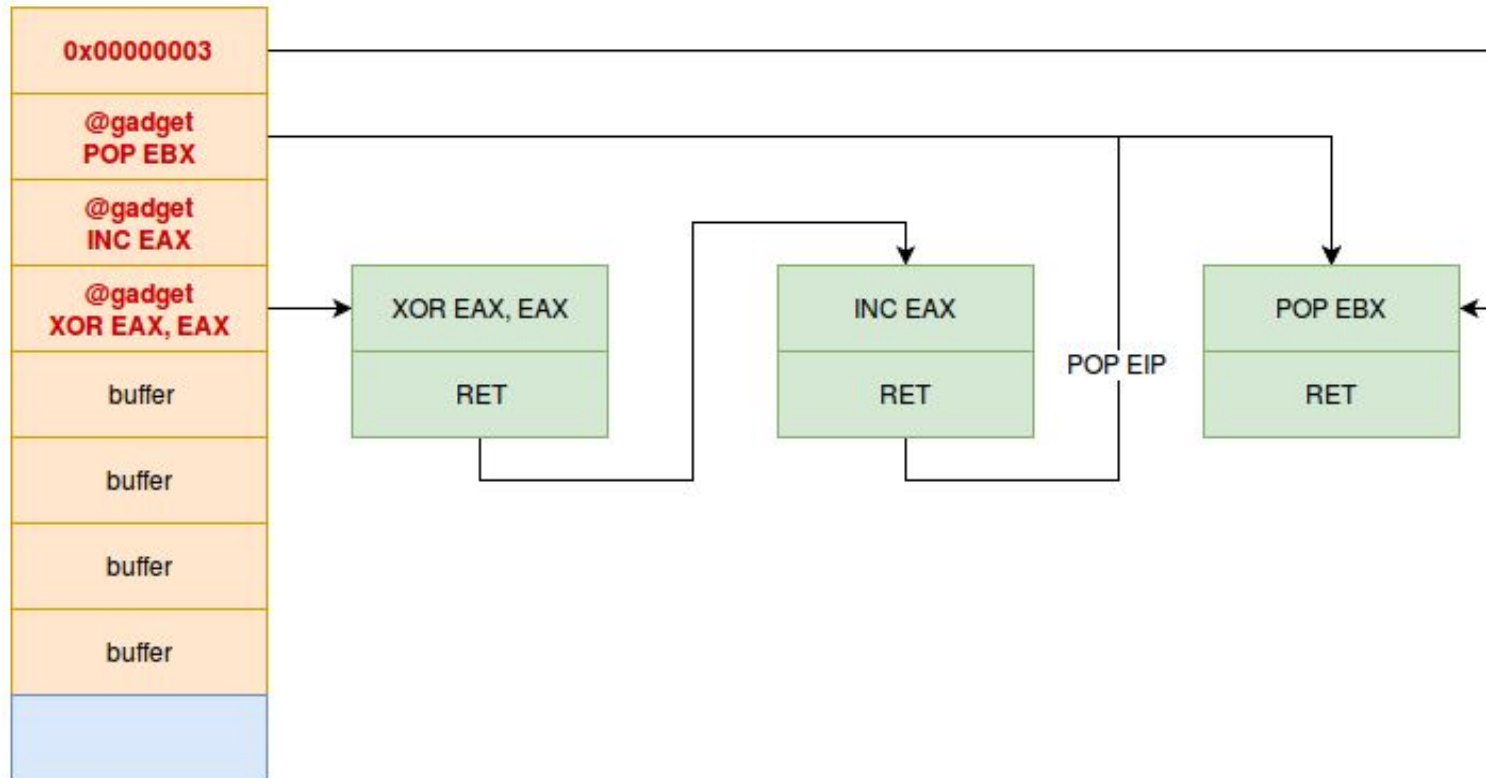 0x00000003
@gadget
POP EBX
@gadget
INC EAX
@gadget
XOR EAX, EAX
buffer
buffer
buffer
buffer
XOR EAX, EAX
RET
INC EAX
RET
POP EIP
POP EBX
RET